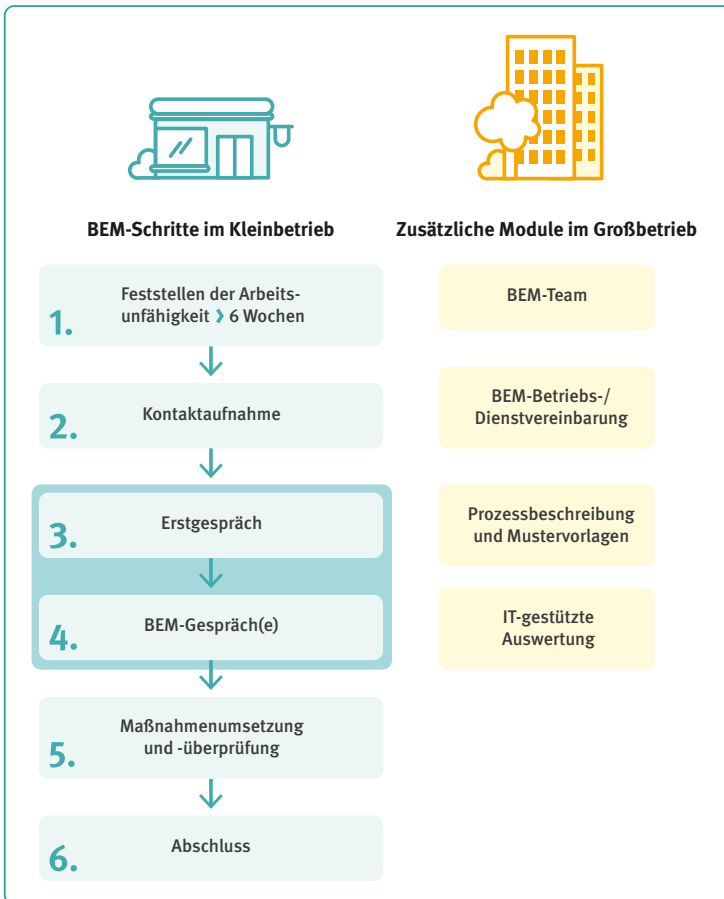 BEM-Schritte im Kleinbetrieb
1.
Feststellen der Arbeits-
unfähigkeit > 6 Wochen
2.
Kontaktaufnahme
3.
Erstgespräch
4.
BEM-Gespräch(e)
5.
Maßnahmenumsetzung
und -überprüfung
6.
Abschluss
Zusätzliche Module im Großbetrieb
BEM-Team
BEM-Betriebs-/
Dienstvereinbarung
Prozessbeschreibung
und Mustervorlagen
IT-gestützte
Auswertung